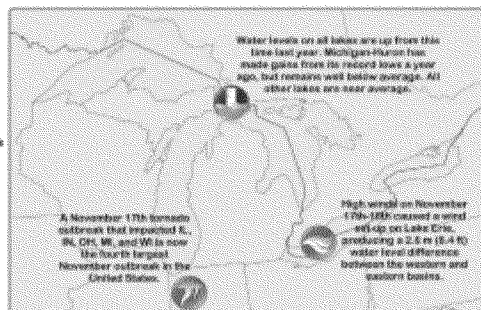 Water levels on all lakes are up from this
time last year. Michigan-Huron has
made gains from its record lows a year
ago, but remains well below average. All
other lakes are near average.
A November 17th tornado
outbreak that impacted IL,
IN, OH, MI, and WI is now
the fourth largest
November outbreak in the
United States.
High winds on November
17th-18th caused a wind
set-up on Lake Erie,
producing a 2.6 m (8.4 ft)
water level difference
between the western and
eastern basins.